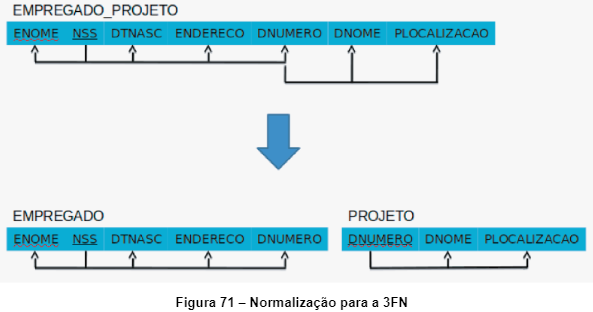 EMPREGADO_PROJETO
ENOME NSS DTNASC ENDERECO DNUMERO DNOME PLOCALIZACAO
EMPREGADO PROJETO
ENOME NSS DTNASC ENDERECO DNUMERO DNUMERO DNOME PLOCALIZACAO
Figura 71 – Normalização para a 3FN